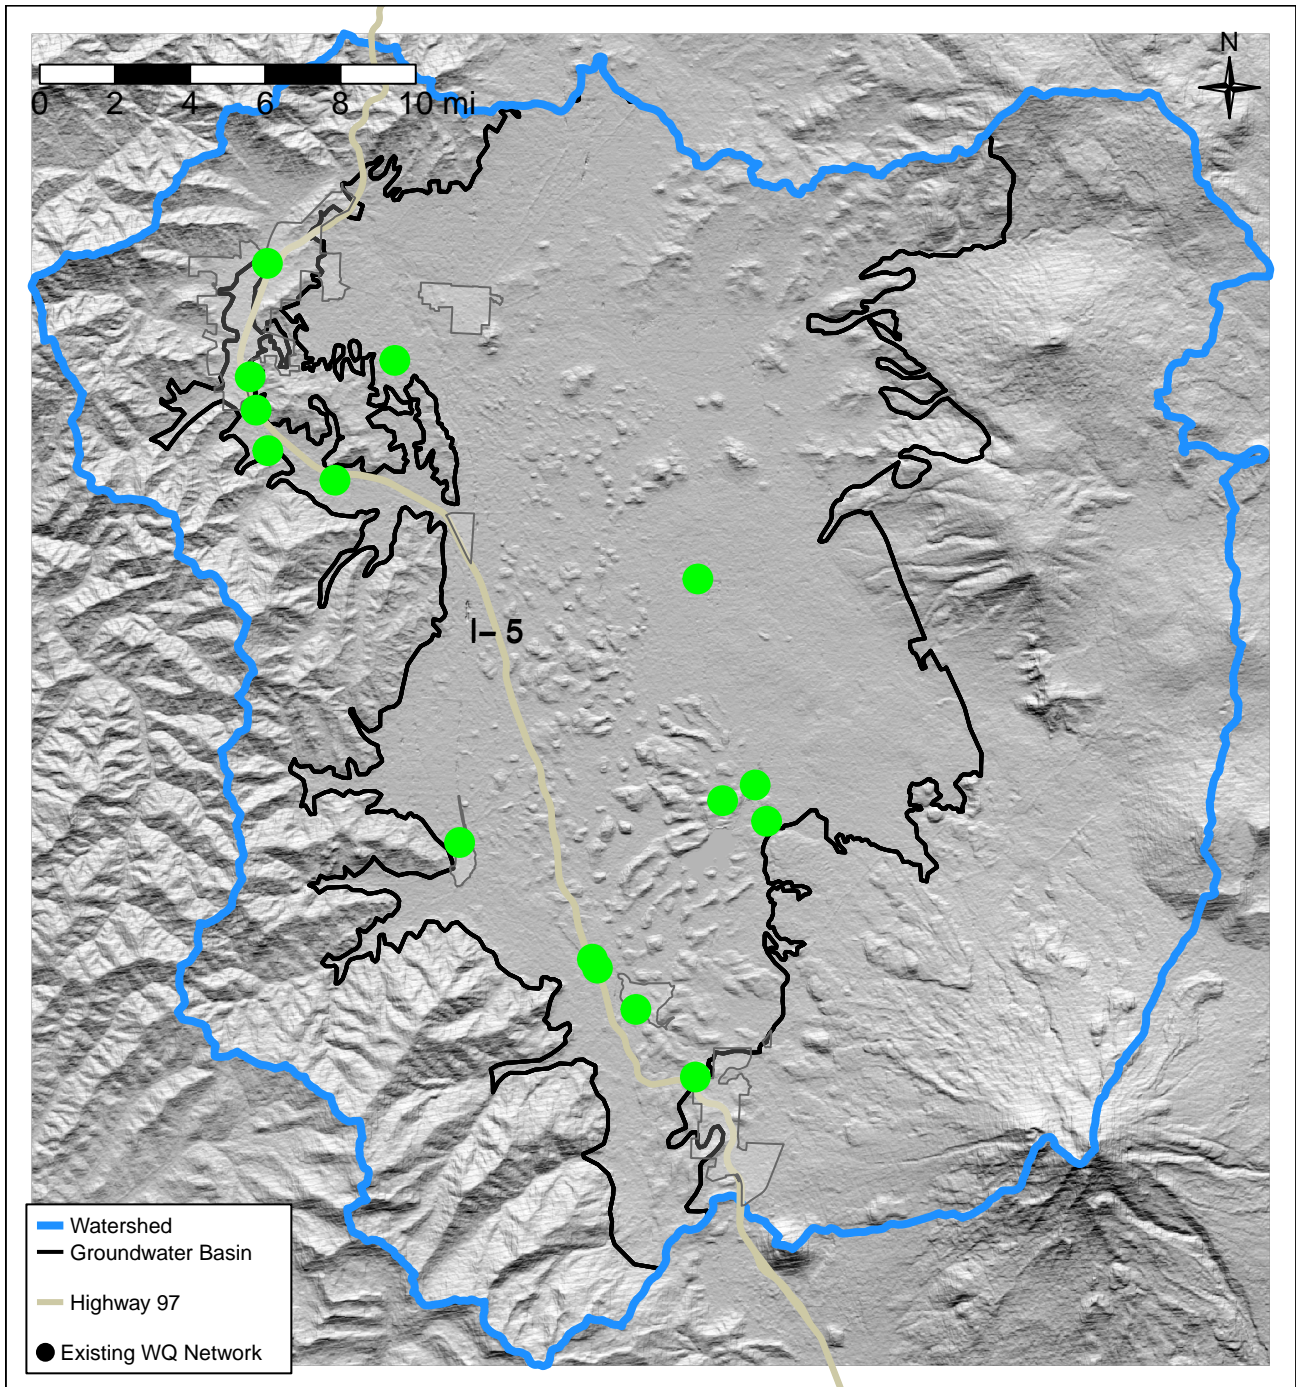 N
0 2 4 6 8 10 mi
I- 5
Watershed
Groundwater Basin
Highway 97
Existing WQ Network